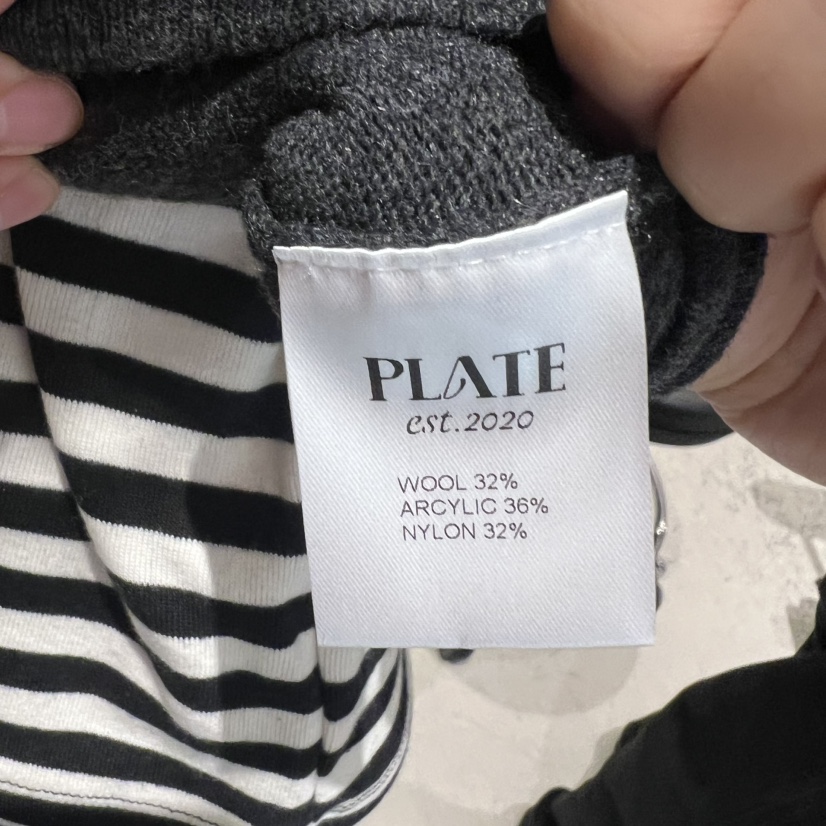 PLATE
est.2020
WOOL 32%
ARCYLIC 36%
NYLON 32%